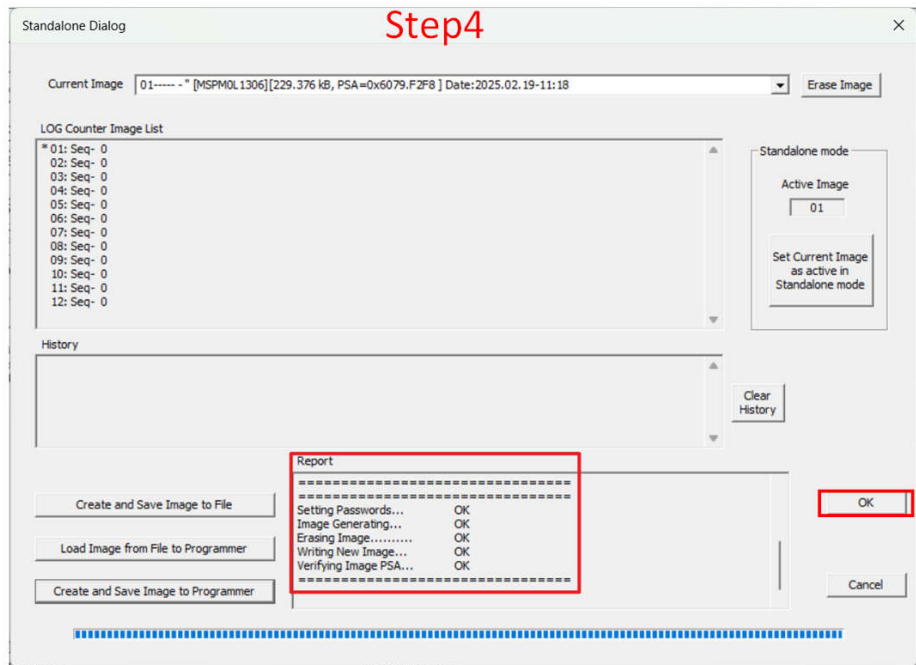 Step4
Standalone Dialog
Current Image 01----- - " [MSPM0L1306][229.376 kB, PSA=0x6079.F2F8 ] Date:2025.02.19-11:18 Erase Image
LOG Counter Image List
* 01: Seq- 0
02: Seq- 0
03: Seq- 0
04: Seq- 0
05: Seq- 0
06: Seq- 0
07: Seq- 0
08: Seq- 0
09: Seq- 0
10: Seq- 0
11: Seq- 0
12: Seq- 0
Standalone mode
Active Image
01
Set Current Image
as active in
Standalone mode
History
Clear
History
Report
================================
================================
Setting Passwords... OK
Image Generating... OK
Erasing Image.......... OK
Writing New Image... OK
Verifying Image PSA... OK
================================
Create and Save Image to File
Load Image from File to Programmer
Create and Save Image to Programmer
OK
Cancel